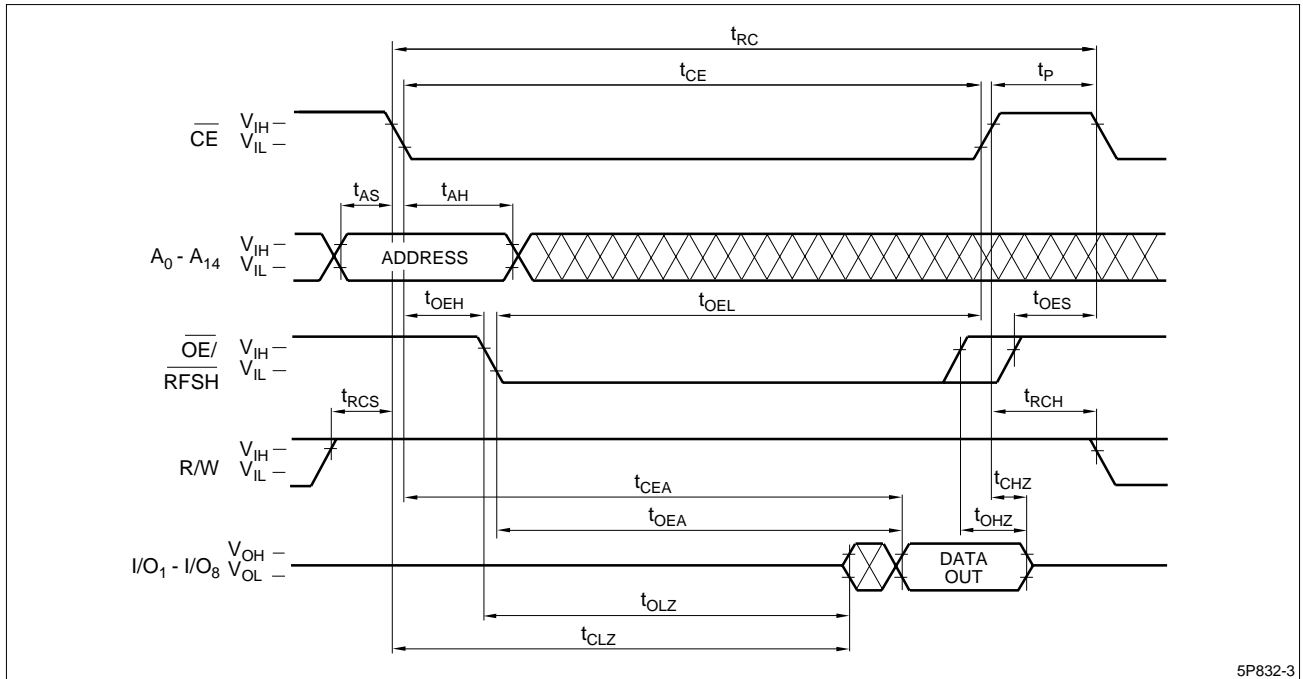 tRC
tCE
tP
CE
VIH
VIL
tAS
tAH
A0 - A14
VIH
VIL
ADDRESS
tOEH
tOEL
tOES
OE/
RFSH
VIH
VIL
tRCS
tRCH
R/W
VIH
VIL
tCEA
tCHZ
tOEA
tOHZ
I/O1 - I/O8
VOH
VOL
DATA
OUT
tOLZ
tCLZ
5P832-3